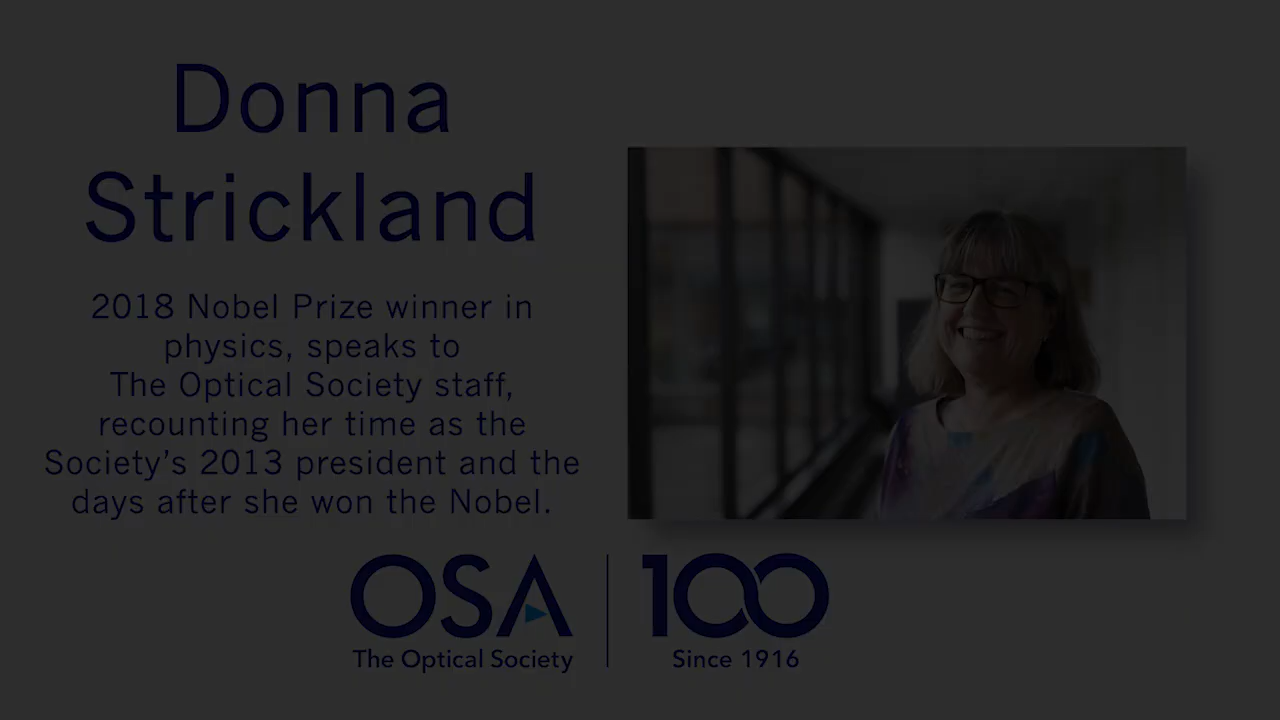 Donna
Strickland
2018 Nobel Prize winner in
physics, speaks to
The Optical Society staff,
recounting her time as the
Society’s 2013 president and the
days after she won the Nobel.
OSA
The Optical Society
100
Since 1916